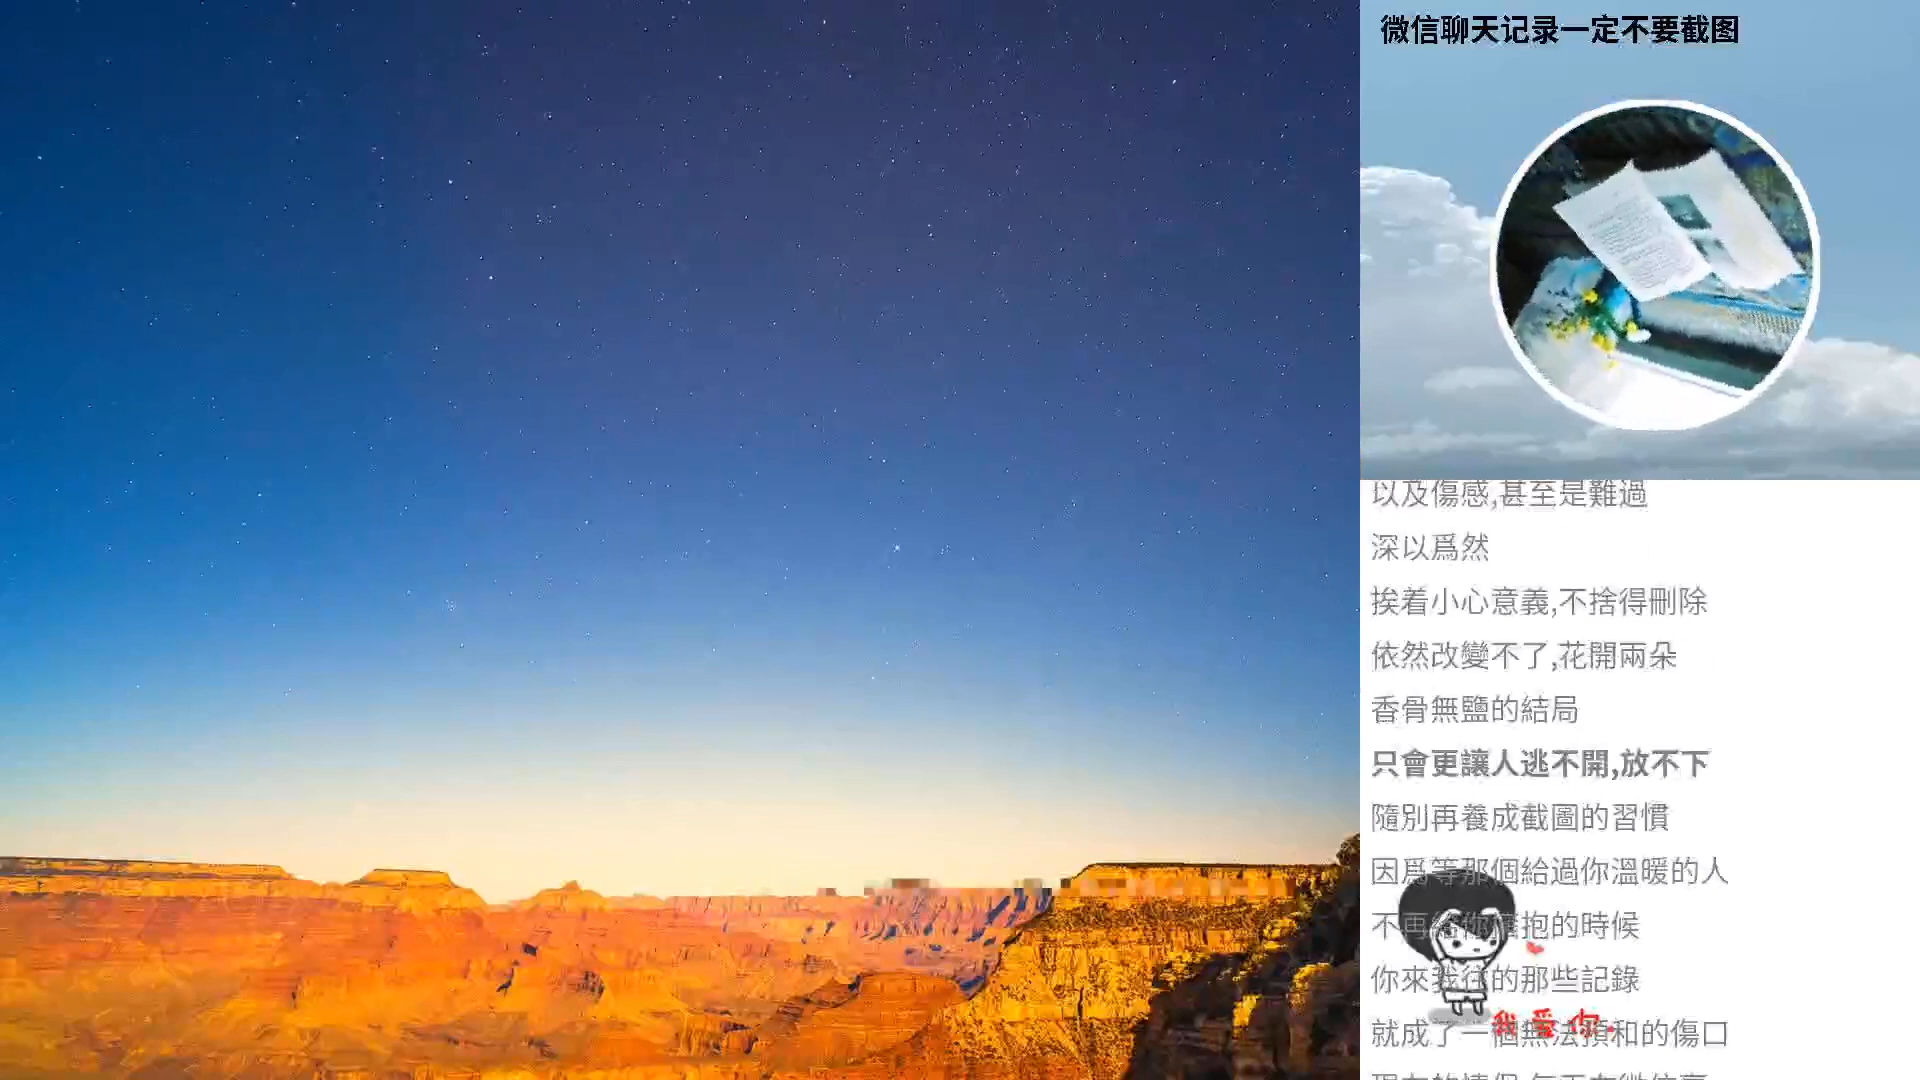 微信聊天记录一定不要截图
以及傷感,甚至是難過
深以爲然
挨着小心意義,不捨得刪除
依然改變不了,花開兩朵
香骨無鹽的結局
只會更讓人逃不開,放不下
隨別再養成截圖的習慣
因爲等那個給過你溫暖的人
不再給你擁抱的時候
你來我往的那些記錄
就成了一個無法預和的傷口
我爱你.